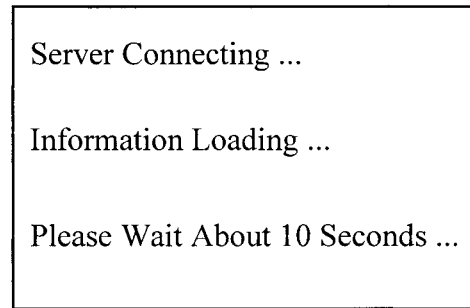 Server Connecting ...
Information Loading ...
Please Wait About 10 Seconds ...